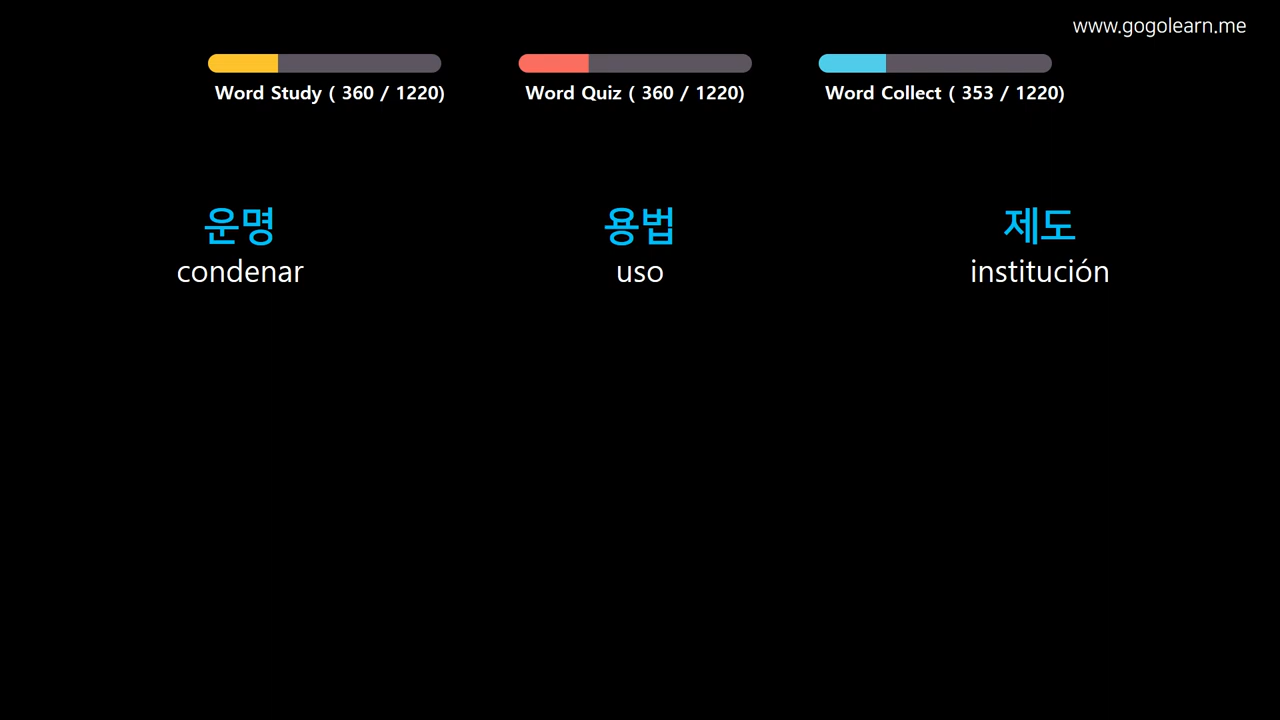 www.gogolearn.me
Word Study ( 360 / 1220)
Word Quiz ( 360 / 1220)
Word Collect ( 353 / 1220)
운명
condenar
용법
uso
제도
institución